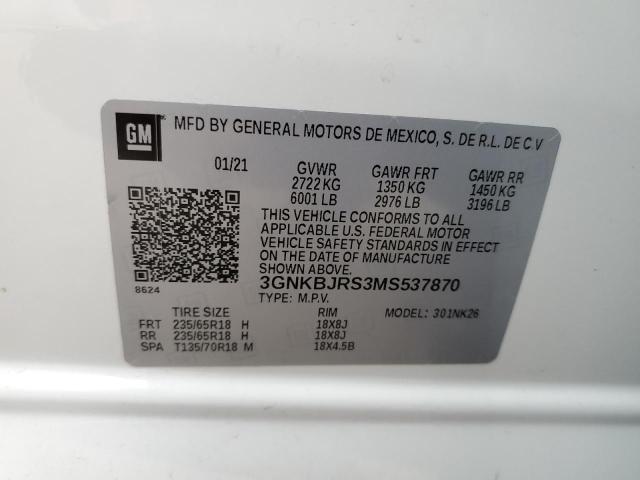 GM MFD BY GENERAL MOTORS DE MEXICO, S. DE R.L. DE C.V
01/21 GVWR GAWR FRT GAWR RR
2722 KG 1350 KG 1450 KG
6001 LB 2976 LB 3196 LB
THIS VEHICLE CONFORMS TO ALL
APPLICABLE U.S. FEDERAL MOTOR
VEHICLE SAFETY STANDARDS IN EFFECT
ON THE DATE OF MANUFACTURE
SHOWN ABOVE.
8624 3GNKBJRS3MS537870
TYPE: M.P.V.
TIRE SIZE RIM MODEL: 301NK26
FRT 235/65R18 H 18X8J
RR 235/65R18 H 18X8J
SPA T135/70R18 M 18X4.5B